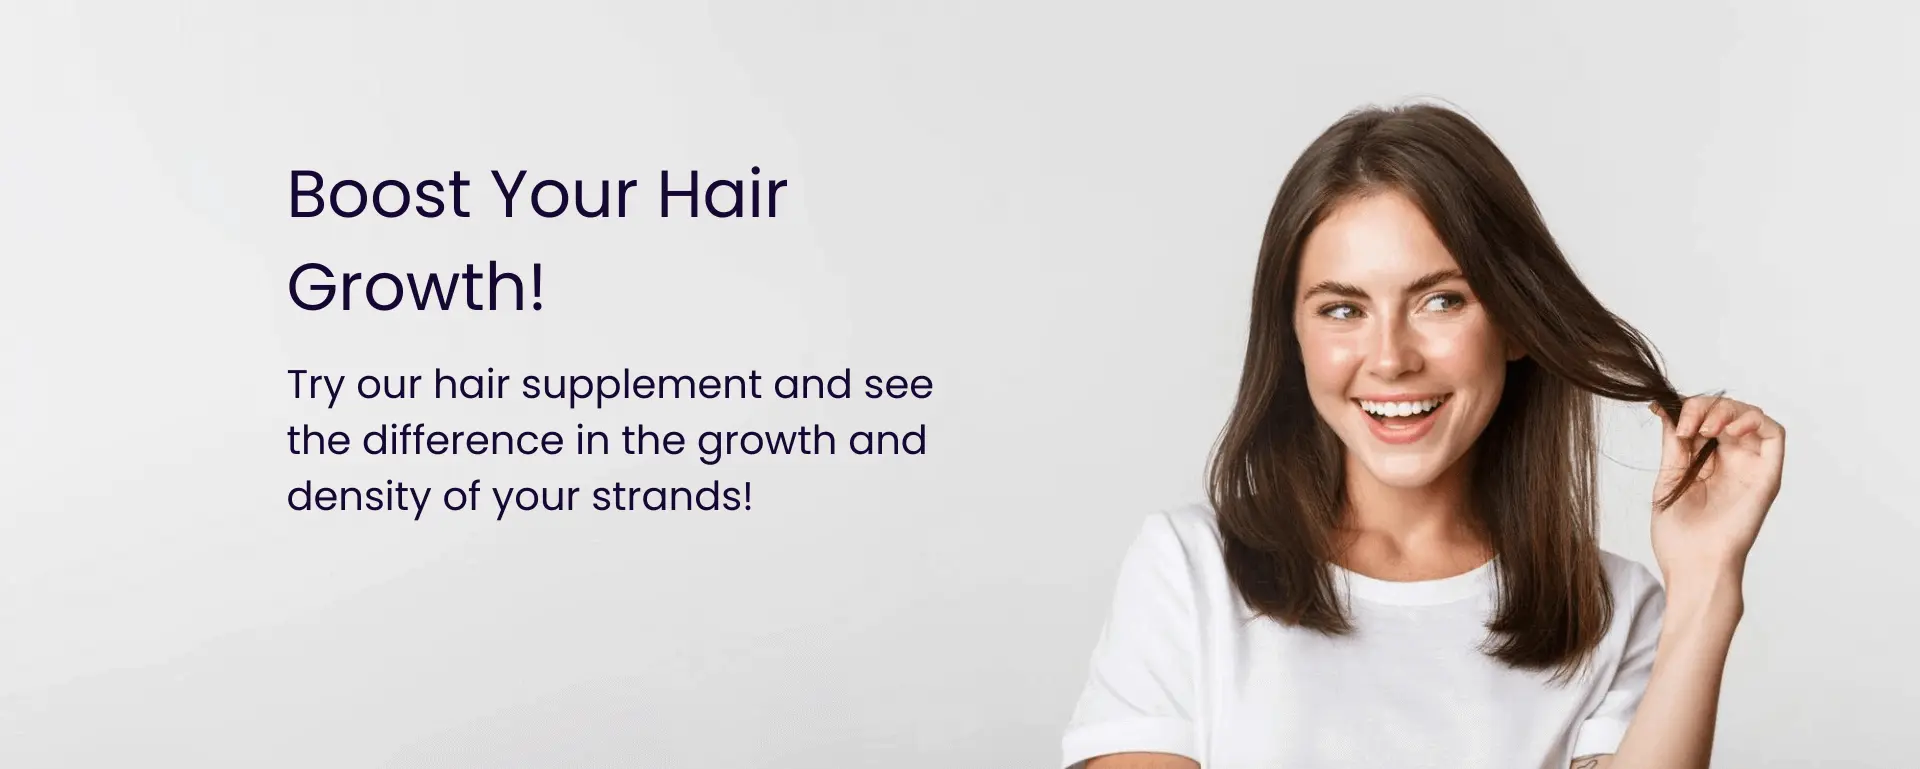 Boost Your Hair
Growth!
Try our hair supplement and see
the difference in the growth and
density of your strands!